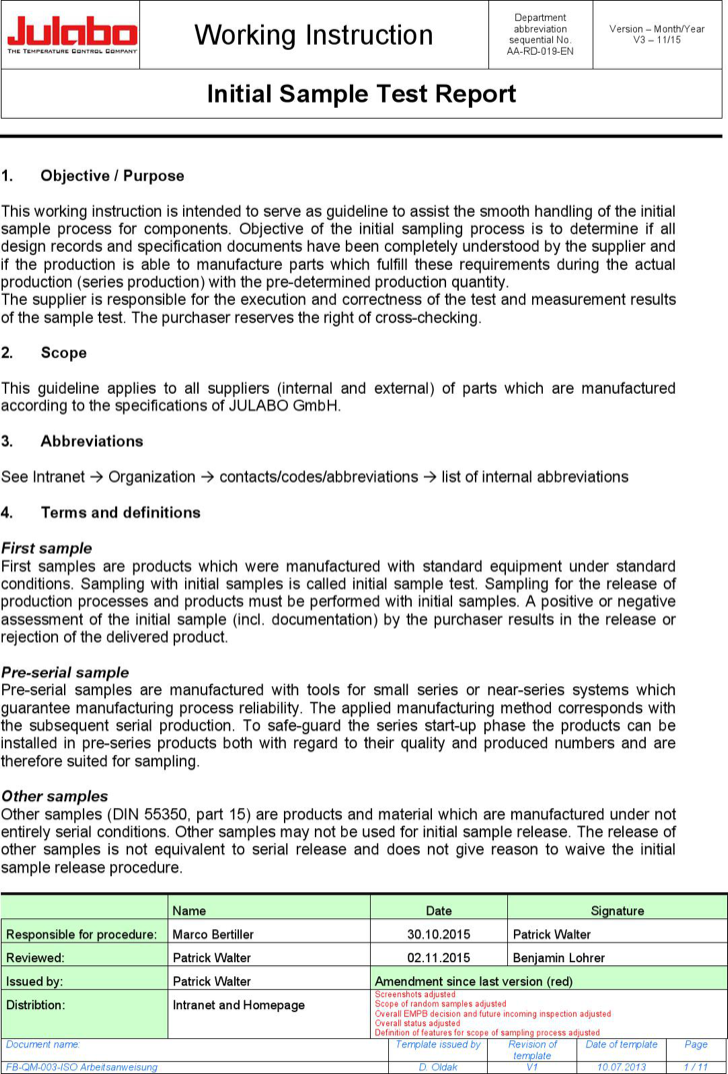 Julabo
THE TEMPERATURE CONTROL COMPANY
Working Instruction
Department
abbreviation
sequential No.
AA-RD-019-EN
Version – Month/Year
V3 – 11/15
Initial Sample Test Report
1. Objective / Purpose
This working instruction is intended to serve as guideline to assist the smooth handling of the initial
sample process for components. Objective of the initial sampling process is to determine if all
design records and specification documents have been completely understood by the supplier and
if the production is able to manufacture parts which fulfill these requirements during the actual
production (series production) with the pre-determined production quantity.
The supplier is responsible for the execution and correctness of the test and measurement results
of the sample test. The purchaser reserves the right of cross-checking.
2. Scope
This guideline applies to all suppliers (internal and external) of parts which are manufactured
according to the specifications of JULABO GmbH.
3. Abbreviations
See Intranet → Organization → contacts/codes/abbreviations → list of internal abbreviations
4. Terms and definitions
First sample
First samples are products which were manufactured with standard equipment under standard
conditions. Sampling with initial samples is called initial sample test. Sampling for the release of
production processes and products must be performed with initial samples. A positive or negative
assessment of the initial sample (incl. documentation) by the purchaser results in the release or
rejection of the delivered product.
Pre-serial sample
Pre-serial samples are manufactured with tools for small series or near-series systems which
guarantee manufacturing process reliability. The applied manufacturing method corresponds with
the subsequent serial production. To safe-guard the series start-up phase the products can be
installed in pre-series products both with regard to their quality and produced numbers and are
therefore suited for sampling.
Other samples
Other samples (DIN 55350, part 15) are products and material which are manufactured under not
entirely serial conditions. Other samples may not be used for initial sample release. The release of
other samples is not equivalent to serial release and does not give reason to waive the initial
sample release procedure.
Name Date Signature
Responsible for procedure: Marco Bertiller 30.10.2015 Patrick Walter
Reviewed: Patrick Walter 02.11.2015 Benjamin Lohrer
Issued by: Patrick Walter Amendment since last version (red)
Distribtion: Intranet and Homepage
Screenshots adjusted
Scope of random samples adjusted
Overall EMPB decision and future incoming inspection adjusted
Overall status adjusted
Definition of features for scope of sampling process adjusted
Document name: Template issued by Revision of template Date of template Page
FB-QM-003-ISO Arbeitsanweisung D. Oldak V1 10.07.2013 1 / 11